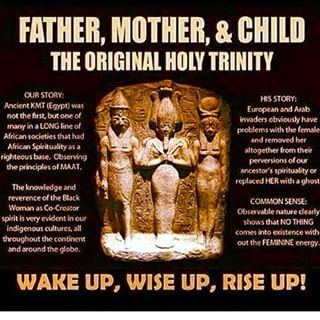 FATHER, MOTHER, & CHILD
THE ORIGINAL HOLY TRINITY
OUR STORY:
Ancient KMT (Egypt) was
not the first, but one of
many in a LONG line of
African societies that had
African Spirituality as a
righteous base. Observing
the principles of MAAT.
The knowledge and
reverence of the Black
Woman as Co-Creator
spirit is very evident in our
indigenous cultures, all
throughout the continent
and around the globe.
HIS STORY:
European and Arab
invaders obviously have
problems with the female
and removed her
altogether from their
perversions of our
ancestor's spirituality or
replaced HER with a ghost
COMMON SENSE:
Observable nature clearly
shows that NO THING
comes into existence with
out the FEMININE energy.
WAKE UP, WISE UP, RISE UP!